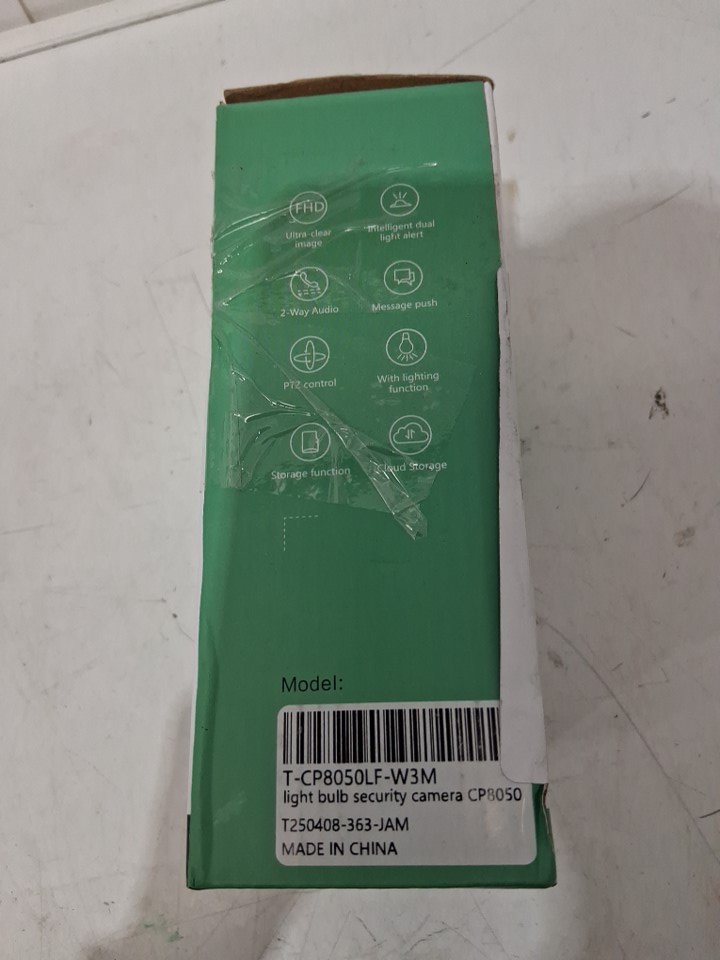 FHD
Ultra-clear
image
Intelligent dual
light alert
2-Way Audio
Message push
PTZ control
With lighting
function
Storage function
Cloud Storage
Model:
T-CP8050LF-W3M
light bulb security camera CP8050
T250408-363-JAM
MADE IN CHINA